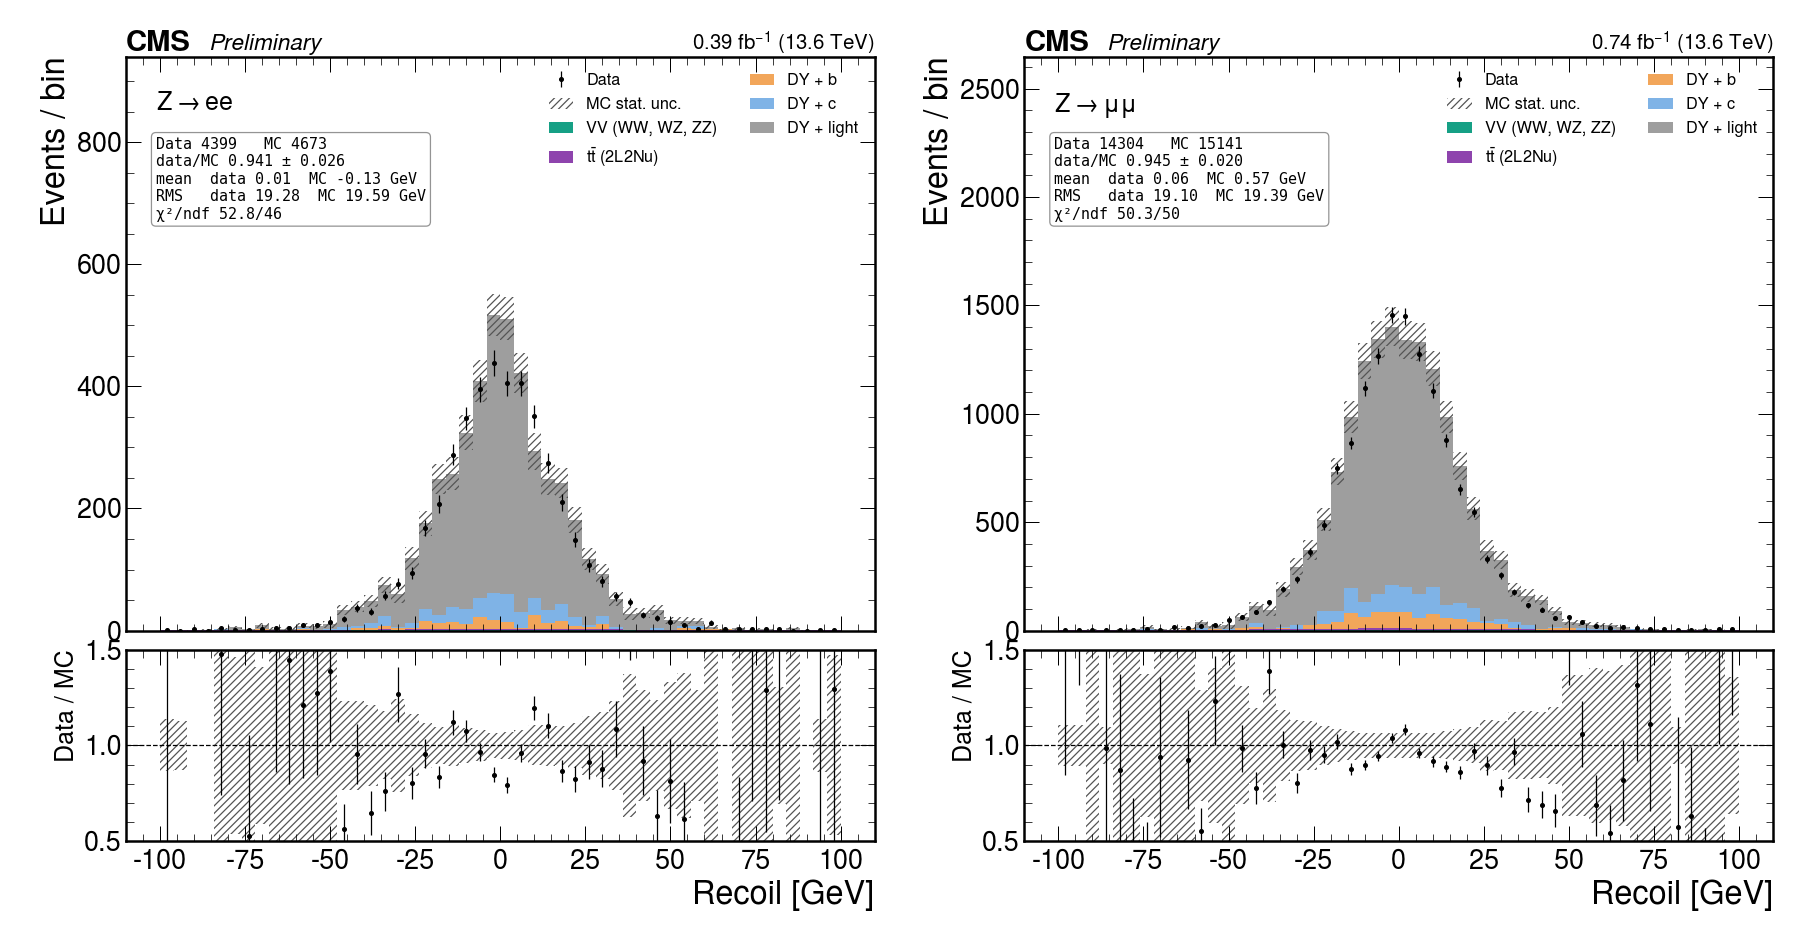 CMS Preliminary 0.39 fb⁻¹ (13.6 TeV)
Events / bin
Z → ee
Data
MC stat. unc.
VV (WW, WZ, ZZ)
tt̄ (2L2Nu)
DY + b
DY + c
DY + light
Data 4399 MC 4673
data/MC 0.941 ± 0.026
mean data 0.01 MC -0.13 GeV
RMS data 19.28 MC 19.59 GeV
χ²/ndf 52.8/46
800
600
400
200
0
Data / MC
1.5
1.0
0.5
-100 -75 -50 -25 0 25 50 75 100
Recoil [GeV]
CMS Preliminary 0.74 fb⁻¹ (13.6 TeV)
Events / bin
Z → μμ
Data
MC stat. unc.
VV (WW, WZ, ZZ)
tt̄ (2L2Nu)
DY + b
DY + c
DY + light
Data 14304 MC 15141
data/MC 0.945 ± 0.020
mean data 0.06 MC 0.57 GeV
RMS data 19.10 MC 19.39 GeV
χ²/ndf 50.3/50
2500
2000
1500
1000
500
0
Data / MC
1.5
1.0
0.5
-100 -75 -50 -25 0 25 50 75 100
Recoil [GeV]